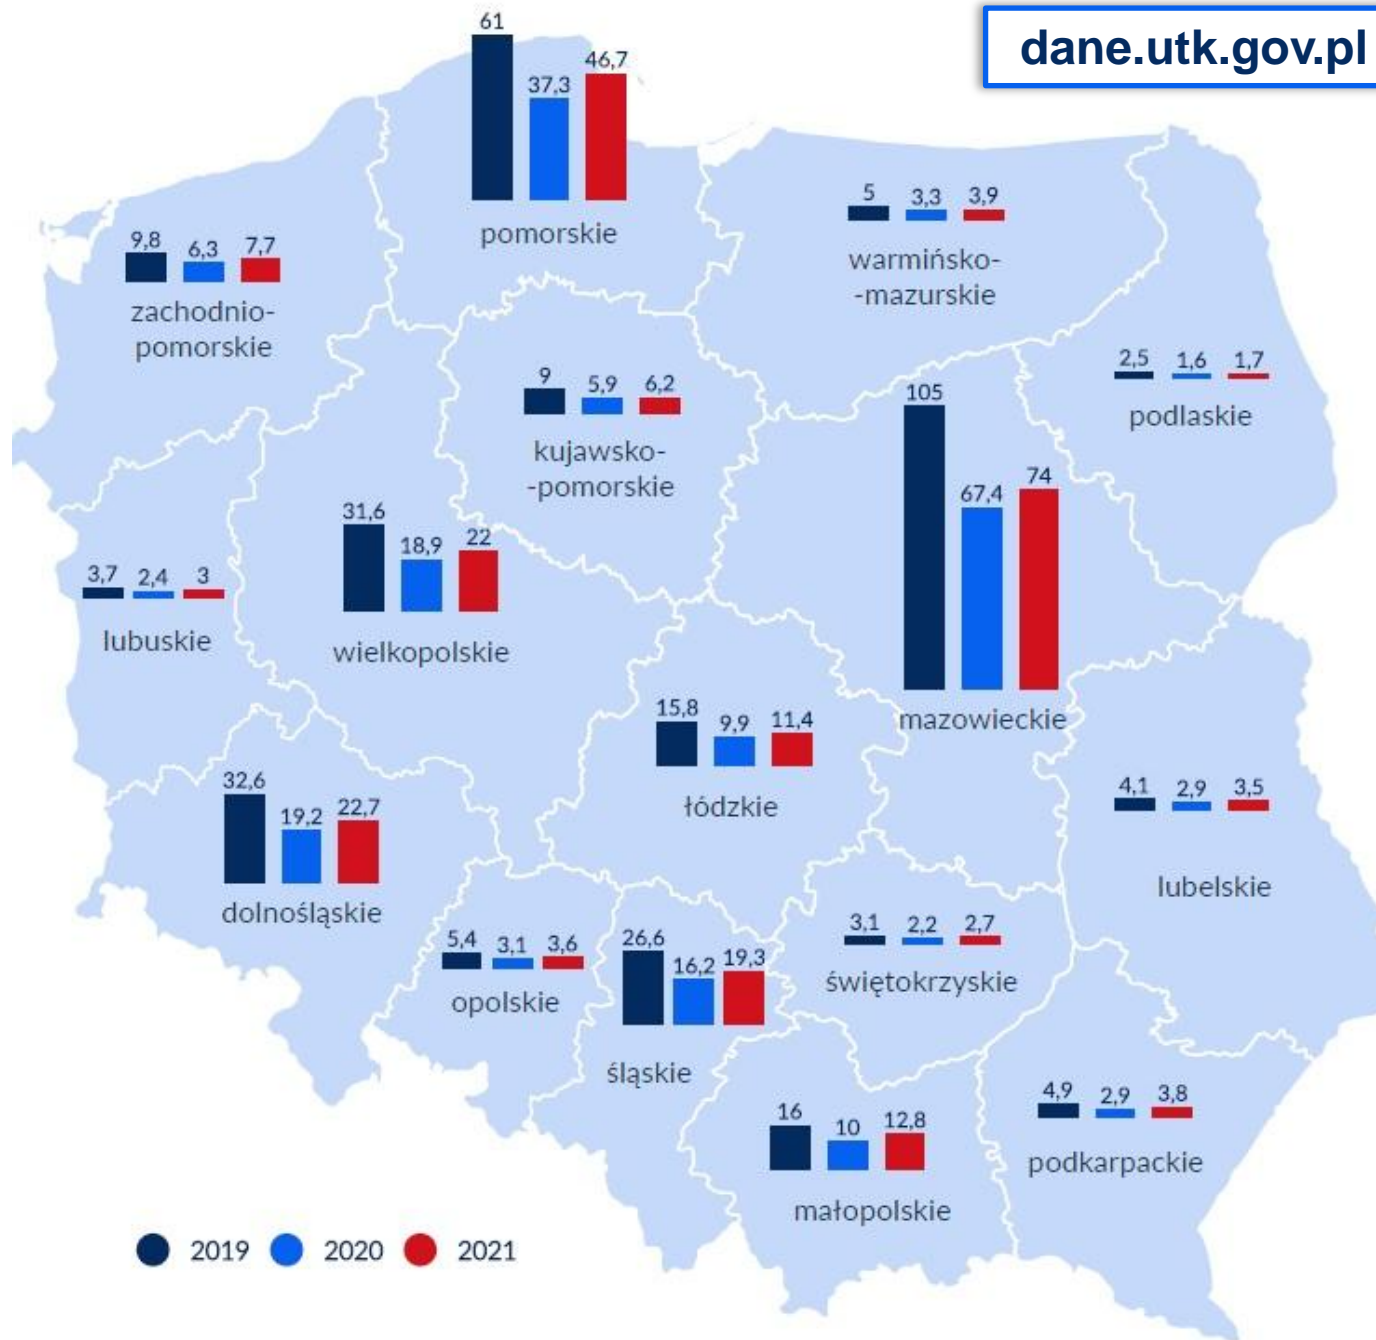 dane.utk.gov.pl
61 37,3 46,7
pomorskie
5 3,3 3,9
warmińsko-
-mazurskie
9,8 6,3 7,7
zachodnio-
pomorskie
2,5 1,6 1,7
podlaskie
9 5,9 6,2
kujawsko-
-pomorskie
105 67,4 74
mazowieckie
31,6 18,9 22
wielkopolskie
3,7 2,4 3
lubuskie
15,8 9,9 11,4
łódzkie
32,6 19,2 22,7
dolnośląskie
4,1 2,9 3,5
lubelskie
5,4 3,1 3,6
opolskie
26,6 16,2 19,3
śląskie
3,1 2,2 2,7
świętokrzyskie
16 10 12,8
małopolskie
4,9 2,9 3,8
podkarpackie
2019 2020 2021